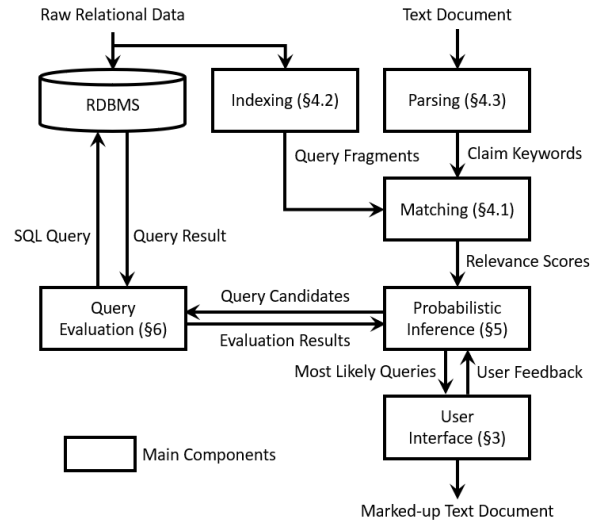 Raw Relational Data
Text Document
RDBMS
Indexing (§4.2)
Parsing (§4.3)
Query Fragments
Claim Keywords
Matching (§4.1)
SQL Query
Query Result
Relevance Scores
Query
Evaluation (§6)
Query Candidates
Evaluation Results
Probabilistic
Inference (§5)
Most Likely Queries
User Feedback
User
Interface (§3)
Main Components
Marked-up Text Document